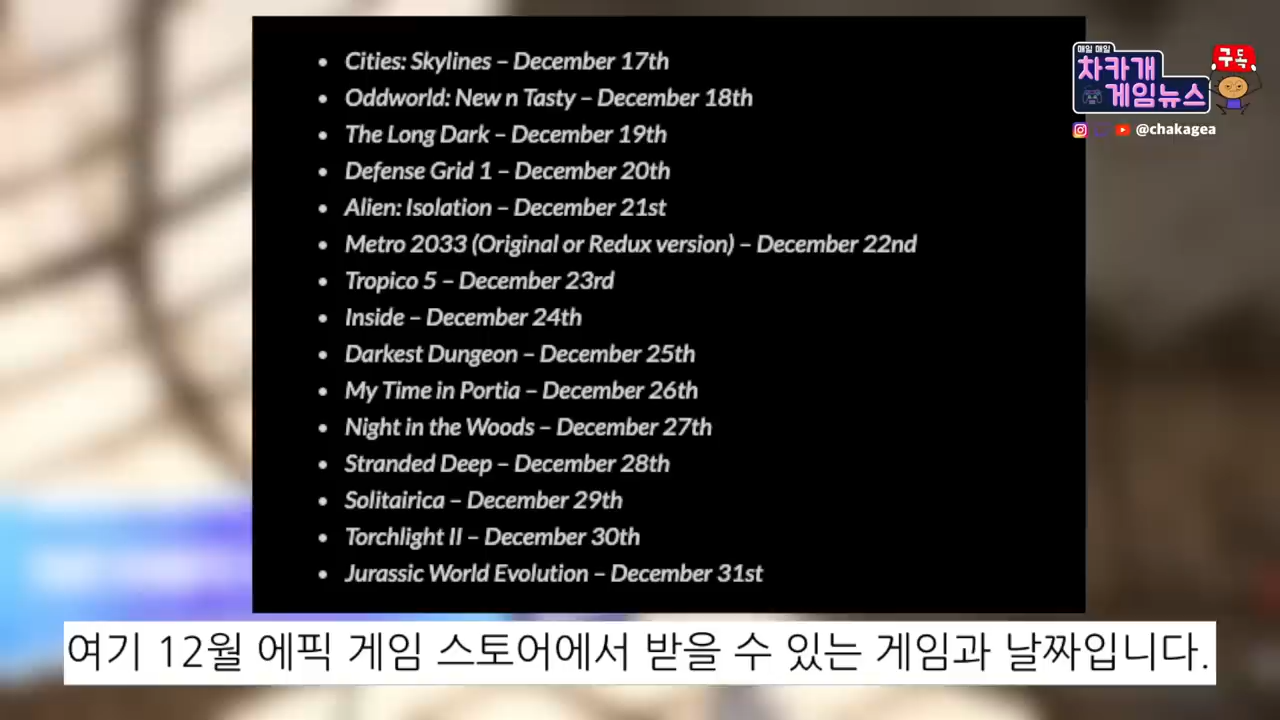 Cities: Skylines – December 17th
Oddworld: New n Tasty – December 18th
The Long Dark – December 19th
Defense Grid 1 – December 20th
Alien: Isolation – December 21st
Metro 2033 (Original or Redux version) – December 22nd
Tropico 5 – December 23rd
Inside – December 24th
Darkest Dungeon – December 25th
My Time in Portia – December 26th
Night in the Woods – December 27th
Stranded Deep – December 28th
Solitairica – December 29th
Torchlight II – December 30th
Jurassic World Evolution – December 31st
매일 매일
차카개
게임뉴스
구독
@chakagea
여기 12월 에픽 게임 스토어에서 받을 수 있는 게임과 날짜입니다.